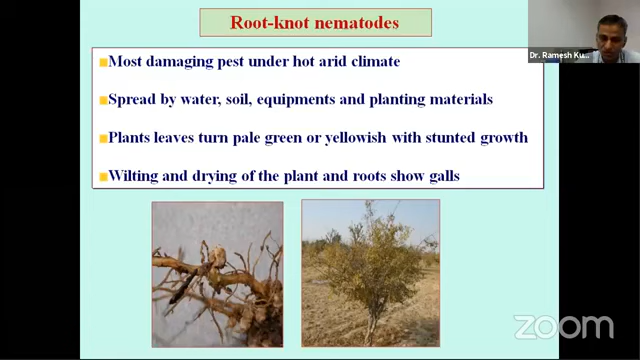 Root-knot nematodes
Dr. Ramesh Ku...
Most damaging pest under hot arid climate
Spread by water, soil, equipments and planting materials
Plants leaves turn pale green or yellowish with stunted growth
Wilting and drying of the plant and roots show galls
zoom